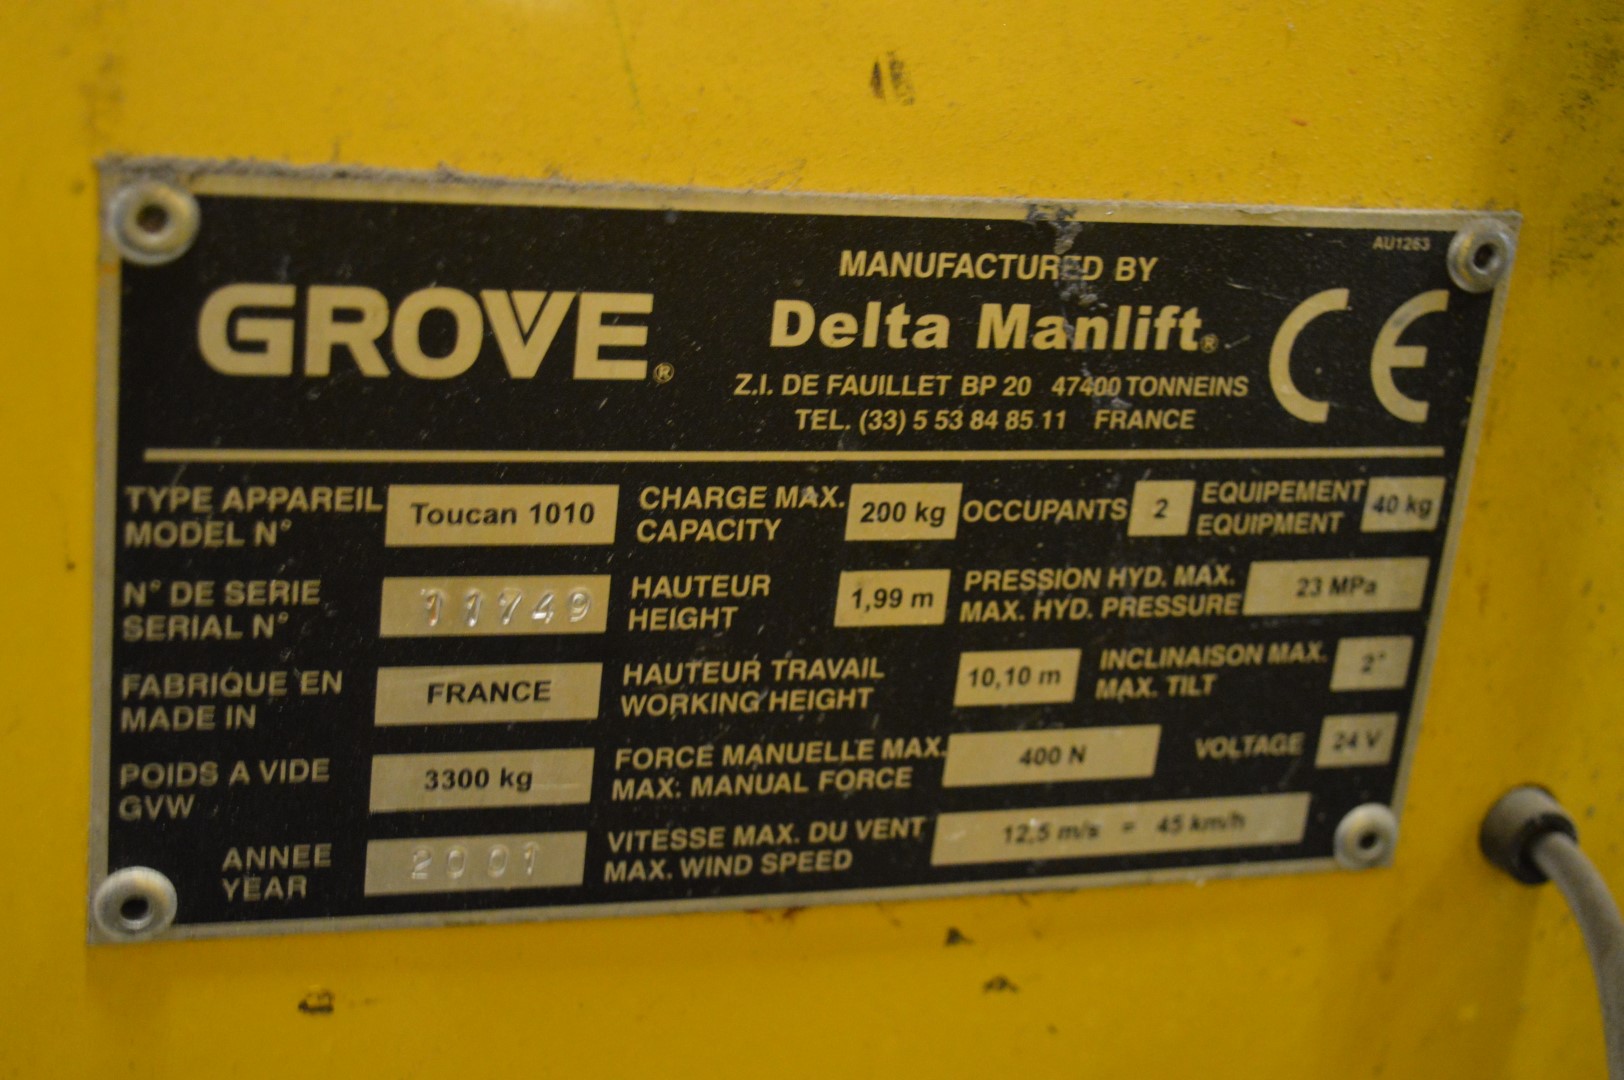 AU1263
GROVE®
MANUFACTURED BY
Delta Manlift®
Z.I. DE FAUILLET BP 20 47400 TONNEINS
TEL. (33) 5 53 84 85 11 FRANCE
CE
TYPE APPAREIL
MODEL N°
Toucan 1010
CHARGE MAX.
CAPACITY
200 kg
OCCUPANTS
2
EQUIPEMENT
EQUIPMENT
40 kg
N° DE SERIE
SERIAL N°
11749
HAUTEUR
HEIGHT
1,99 m
PRESSION HYD. MAX.
MAX. HYD. PRESSURE
23 MPa
FABRIQUE EN
MADE IN
FRANCE
HAUTEUR TRAVAIL
WORKING HEIGHT
10,10 m
INCLINAISON MAX.
MAX. TILT
2°
POIDS A VIDE
GVW
3300 kg
FORCE MANUELLE MAX.
MAX. MANUAL FORCE
400 N
VOLTAGE
24 V
ANNEE
YEAR
2001
VITESSE MAX. DU VENT
MAX. WIND SPEED
12,5 m/s = 45 km/h